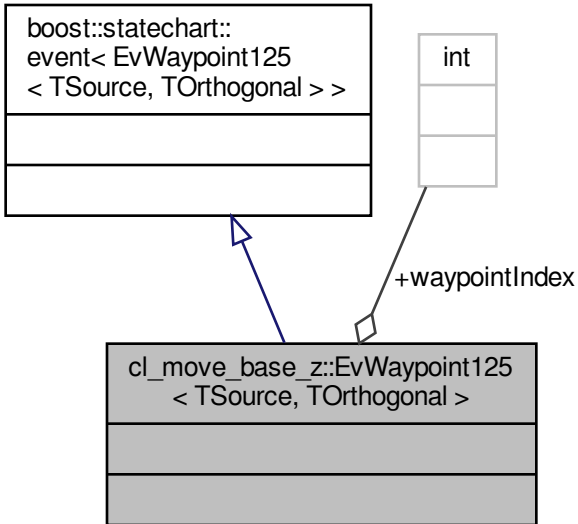 boost::statechart::
event< EvWaypoint125
< TSource, TOrthogonal > >
int
+waypointIndex
cl_move_base_z::EvWaypoint125
< TSource, TOrthogonal >